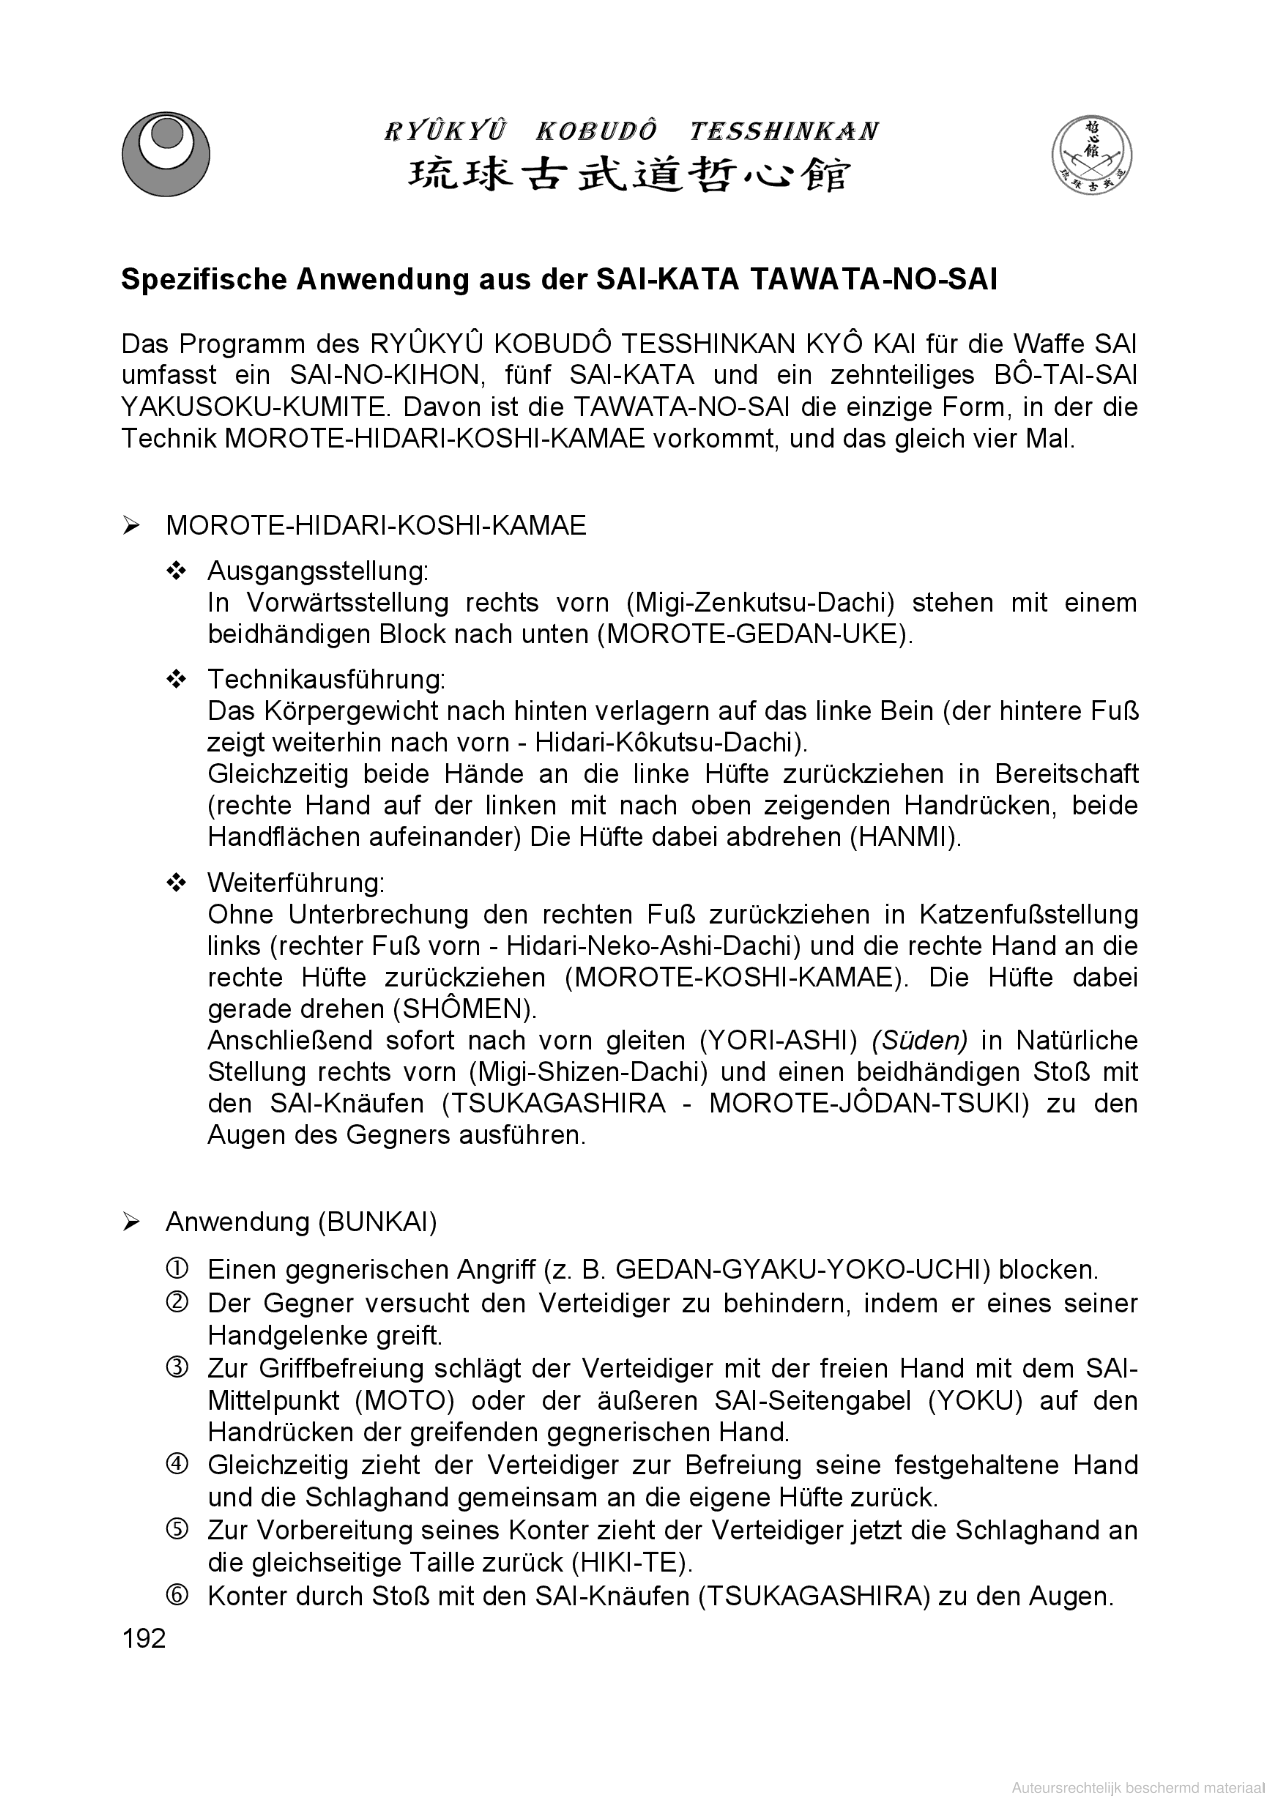 RYÛKYÛ KOBUDÔ TESSHINKAN
琉球古武道哲心館
哲心館
琉球古武道
Spezifische Anwendung aus der SAI-KATA TAWATA-NO-SAI
Das Programm des RYÛKYÛ KOBUDÔ TESSHINKAN KYÔ KAI für die Waffe SAI
umfasst ein SAI-NO-KIHON, fünf SAI-KATA und ein zehnteiliges BÔ-TAI-SAI
YAKUSOKU-KUMITE. Davon ist die TAWATA-NO-SAI die einzige Form, in der die
Technik MOROTE-HIDARI-KOSHI-KAMAE vorkommt, und das gleich vier Mal.
➢ MOROTE-HIDARI-KOSHI-KAMAE
❖ Ausgangsstellung:
In Vorwärtsstellung rechts vorn (Migi-Zenkutsu-Dachi) stehen mit einem
beidhändigen Block nach unten (MOROTE-GEDAN-UKE).
❖ Technikausführung:
Das Körpergewicht nach hinten verlagern auf das linke Bein (der hintere Fuß
zeigt weiterhin nach vorn - Hidari-Kôkutsu-Dachi).
Gleichzeitig beide Hände an die linke Hüfte zurückziehen in Bereitschaft
(rechte Hand auf der linken mit nach oben zeigenden Handrücken, beide
Handflächen aufeinander) Die Hüfte dabei abdrehen (HANMI).
❖ Weiterführung:
Ohne Unterbrechung den rechten Fuß zurückziehen in Katzenfußstellung
links (rechter Fuß vorn - Hidari-Neko-Ashi-Dachi) und die rechte Hand an die
rechte Hüfte zurückziehen (MOROTE-KOSHI-KAMAE). Die Hüfte dabei
gerade drehen (SHÔMEN).
Anschließend sofort nach vorn gleiten (YORI-ASHI) (Süden) in Natürliche
Stellung rechts vorn (Migi-Shizen-Dachi) und einen beidhändigen Stoß mit
den SAI-Knäufen (TSUKAGASHIRA - MOROTE-JÔDAN-TSUKI) zu den
Augen des Gegners ausführen.
➢ Anwendung (BUNKAI)
① Einen gegnerischen Angriff (z. B. GEDAN-GYAKU-YOKO-UCHI) blocken.
② Der Gegner versucht den Verteidiger zu behindern, indem er eines seiner
Handgelenke greift.
③ Zur Griffbefreiung schlägt der Verteidiger mit der freien Hand mit dem SAI-
Mittelpunkt (MOTO) oder der äußeren SAI-Seitengabel (YOKU) auf den
Handrücken der greifenden gegnerischen Hand.
④ Gleichzeitig zieht der Verteidiger zur Befreiung seine festgehaltene Hand
und die Schlaghand gemeinsam an die eigene Hüfte zurück.
⑤ Zur Vorbereitung seines Konter zieht der Verteidiger jetzt die Schlaghand an
die gleichseitige Taille zurück (HIKI-TE).
⑥ Konter durch Stoß mit den SAI-Knäufen (TSUKAGASHIRA) zu den Augen.
192
Auteursrechtelijk beschermd materiaal